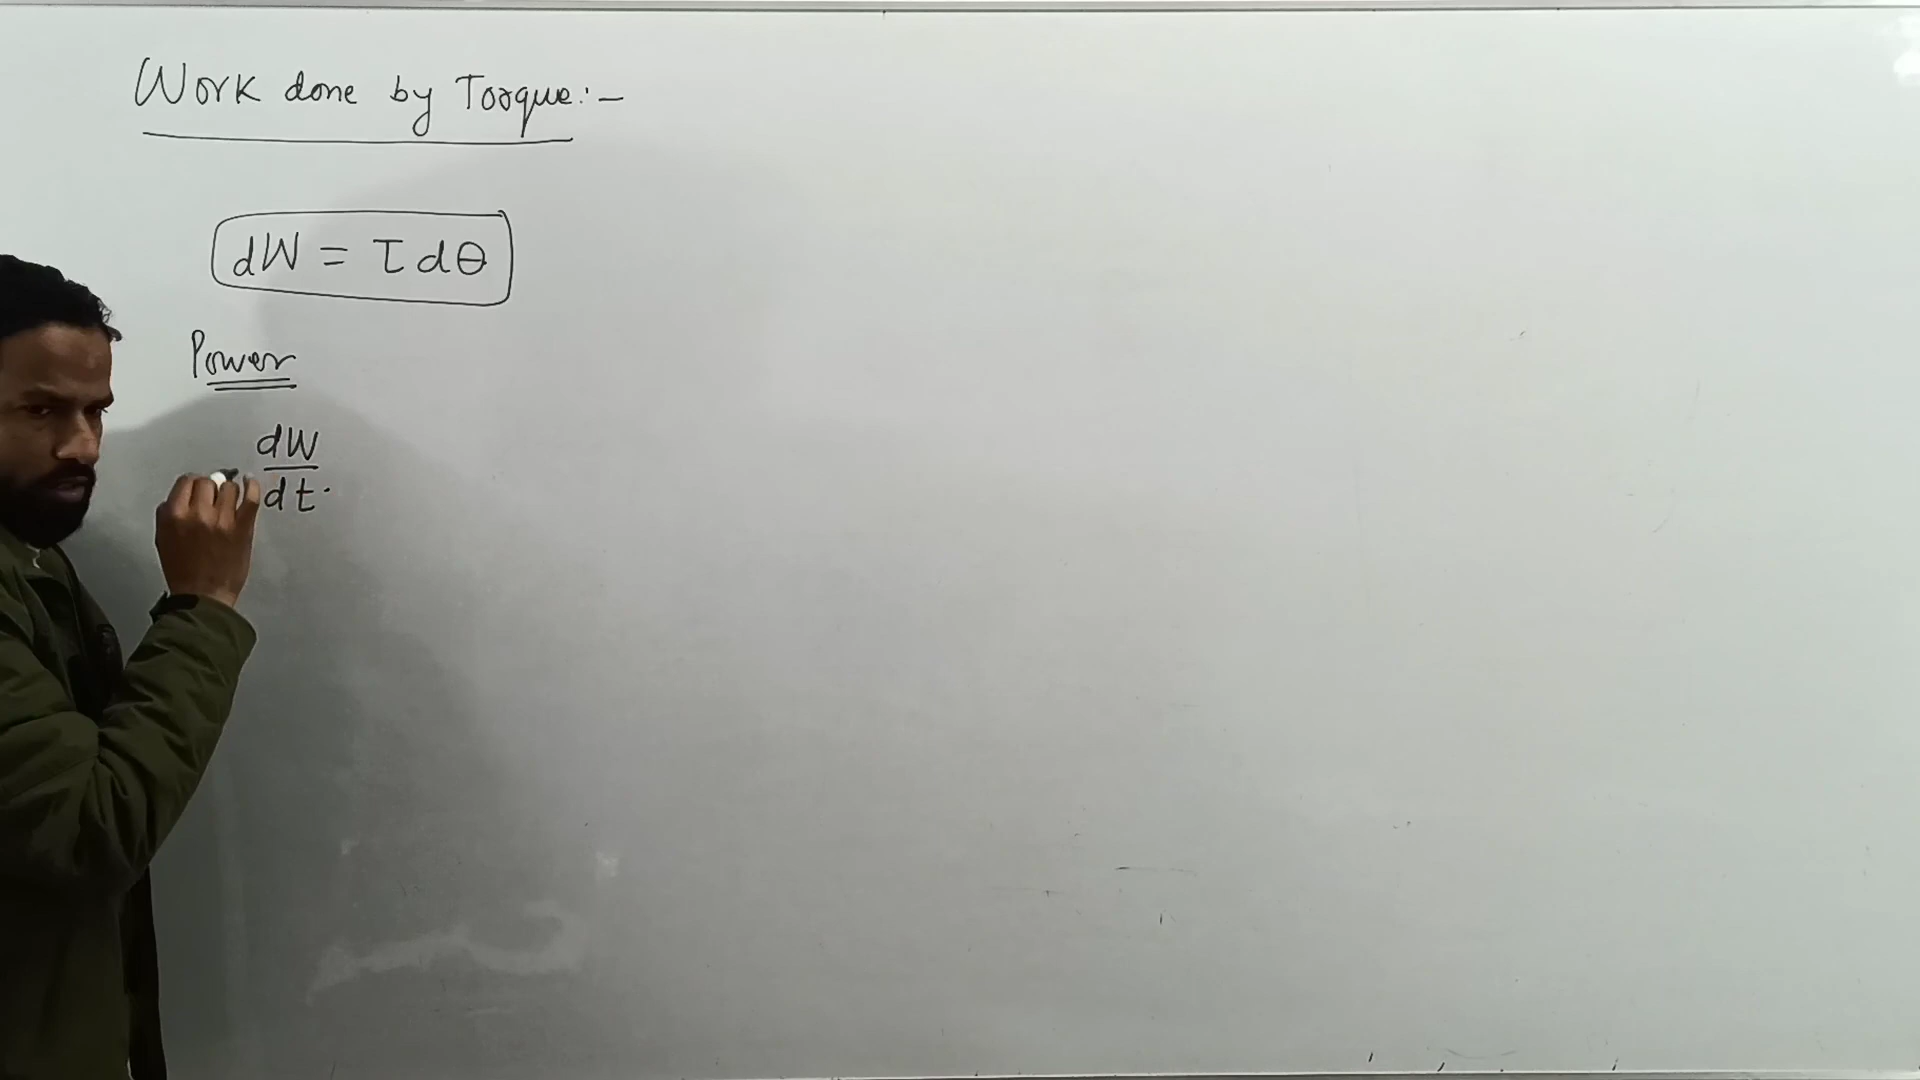 Work done by Torque:-
dW = τ dθ
Power
dW
dt.